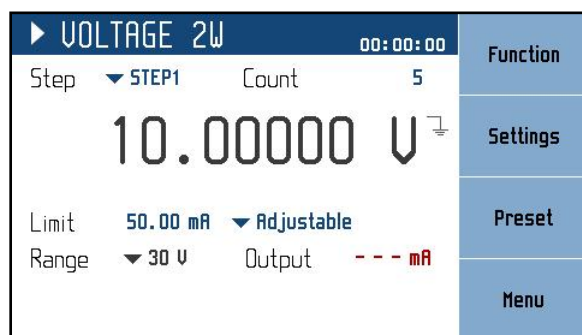 VOLTAGE 2W 00:00:00
Step STEP1 Count 5
10.00000 V
Limit 50.00 mA Adjustable
Range 30 V Output --- mA
Function
Settings
Preset
Menu